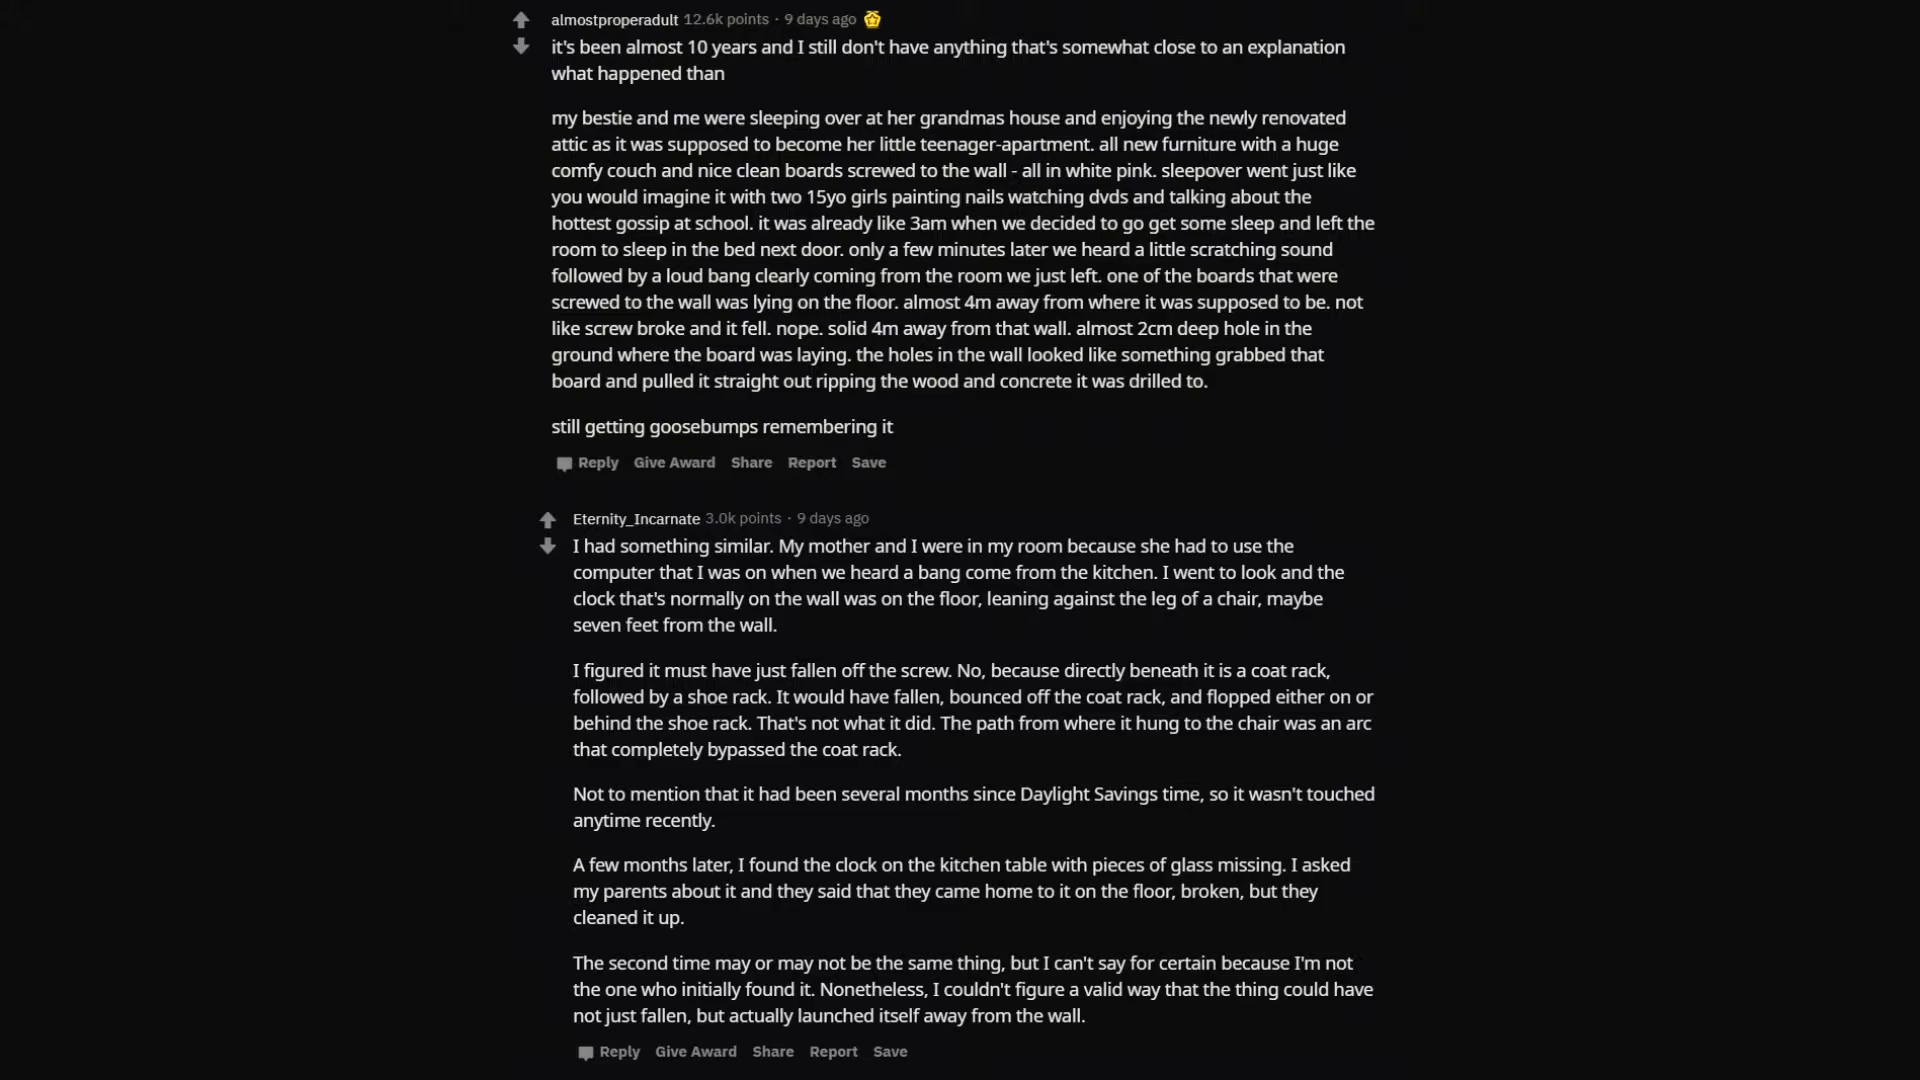 almostproperadult 12.6k points · 9 days ago
it's been almost 10 years and I still don't have anything that's somewhat close to an explanation
what happened than
my bestie and me were sleeping over at her grandmas house and enjoying the newly renovated
attic as it was supposed to become her little teenager-apartment. all new furniture with a huge
comfy couch and nice clean boards screwed to the wall - all in white pink. sleepover went just like
you would imagine it with two 15yo girls painting nails watching dvds and talking about the
hottest gossip at school. it was already like 3am when we decided to go get some sleep and left the
room to sleep in the bed next door. only a few minutes later we heard a little scratching sound
followed by a loud bang clearly coming from the room we just left. one of the boards that were
screwed to the wall was lying on the floor. almost 4m away from where it was supposed to be. not
like screw broke and it fell. nope. solid 4m away from that wall. almost 2cm deep hole in the
ground where the board was laying. the holes in the wall looked like something grabbed that
board and pulled it straight out ripping the wood and concrete it was drilled to.
still getting goosebumps remembering it
Reply Give Award Share Report Save
Eternity_Incarnate 3.0k points · 9 days ago
I had something similar. My mother and I were in my room because she had to use the
computer that I was on when we heard a bang come from the kitchen. I went to look and the
clock that's normally on the wall was on the floor, leaning against the leg of a chair, maybe
seven feet from the wall.
I figured it must have just fallen off the screw. No, because directly beneath it is a coat rack,
followed by a shoe rack. It would have fallen, bounced off the coat rack, and flopped either on or
behind the shoe rack. That's not what it did. The path from where it hung to the chair was an arc
that completely bypassed the coat rack.
Not to mention that it had been several months since Daylight Savings time, so it wasn't touched
anytime recently.
A few months later, I found the clock on the kitchen table with pieces of glass missing. I asked
my parents about it and they said that they came home to it on the floor, broken, but they
cleaned it up.
The second time may or may not be the same thing, but I can't say for certain because I'm not
the one who initially found it. Nonetheless, I couldn't figure a valid way that the thing could have
not just fallen, but actually launched itself away from the wall.
Reply Give Award Share Report Save